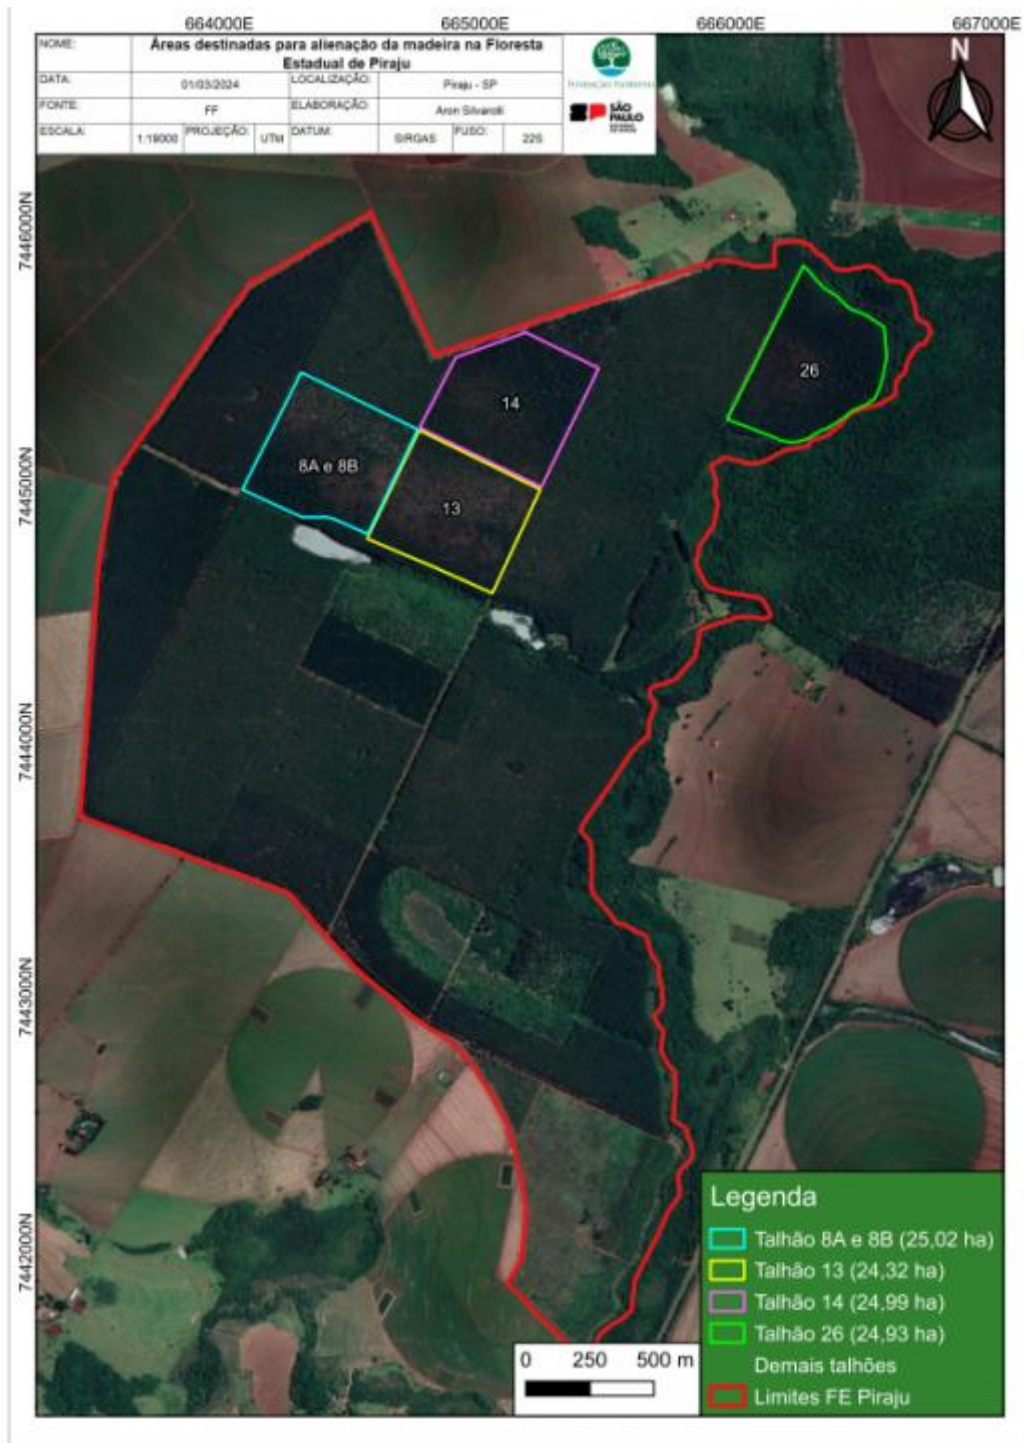 664000E 665000E 666000E 667000E
NOME: Áreas destinadas para alienação da madeira na Floresta
Estadual de Piraju
DATA: 01/03/2024 LOCALIZAÇÃO: Piraju - SP
FONTE: FF ELABORAÇÃO: Aron Silvarolli
ESCALA: 1:18000 PROJEÇÃO: UTM DATUM: SIRGAS FUSO: 22S
FUNDAÇÃO FLORESTAL
SP SÃO
PAULO
N
7446000N
7445000N
7444000N
7443000N
7442000N
26
14
8A e 8B
13
Legenda
Talhão 8A e 8B (25,02 ha)
Talhão 13 (24,32 ha)
Talhão 14 (24,99 ha)
Talhão 26 (24,93 ha)
Demais talhões
Limites FE Piraju
0 250 500 m